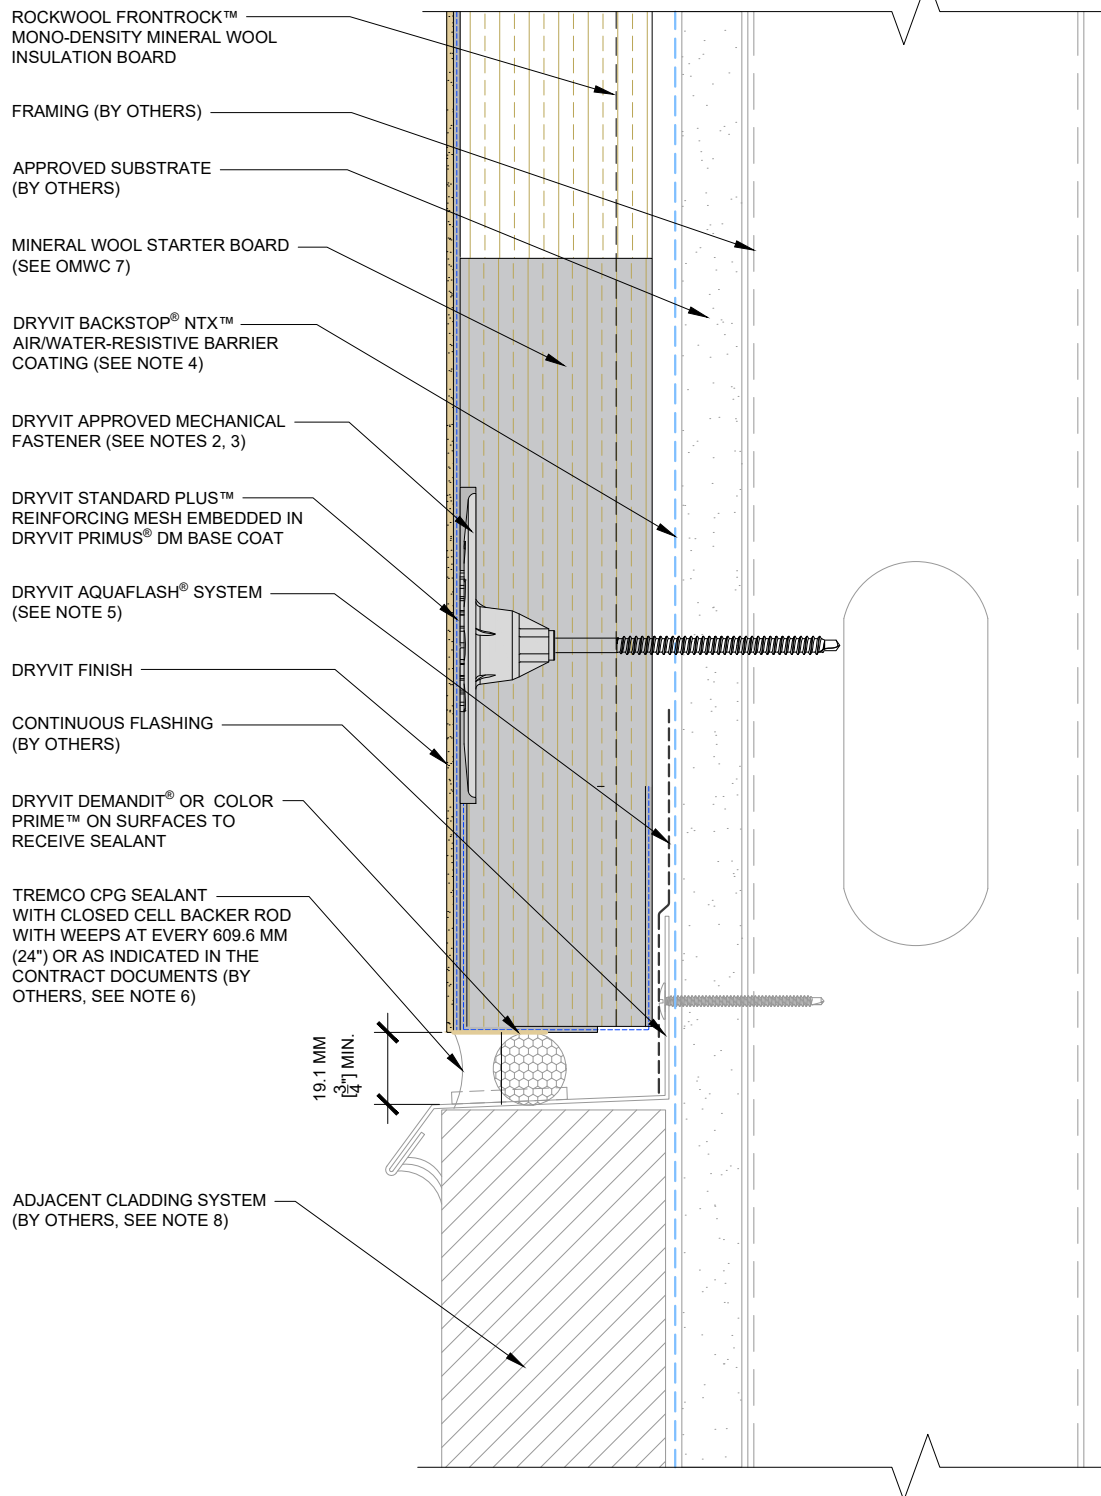 ROCKWOOL FRONTROCK™
MONO-DENSITY MINERAL WOOL
INSULATION BOARD
FRAMING (BY OTHERS)
APPROVED SUBSTRATE
(BY OTHERS)
MINERAL WOOL STARTER BOARD
(SEE OMWC 7)
DRYVIT BACKSTOP® NTX™
AIR/WATER-RESISTIVE BARRIER
COATING (SEE NOTE 4)
DRYVIT APPROVED MECHANICAL
FASTENER (SEE NOTES 2, 3)
DRYVIT STANDARD PLUS™
REINFORCING MESH EMBEDDED IN
DRYVIT PRIMUS® DM BASE COAT
DRYVIT AQUAFLASH® SYSTEM
(SEE NOTE 5)
DRYVIT FINISH
CONTINUOUS FLASHING
(BY OTHERS)
DRYVIT DEMANDIT® OR COLOR
PRIME™ ON SURFACES TO
RECEIVE SEALANT
TREMCO CPG SEALANT
WITH CLOSED CELL BACKER ROD
WITH WEEPS AT EVERY 609.6 MM
(24") OR AS INDICATED IN THE
CONTRACT DOCUMENTS (BY
OTHERS, SEE NOTE 6)
19.1 MM
[3/4"] MIN.
ADJACENT CLADDING SYSTEM
(BY OTHERS, SEE NOTE 8)